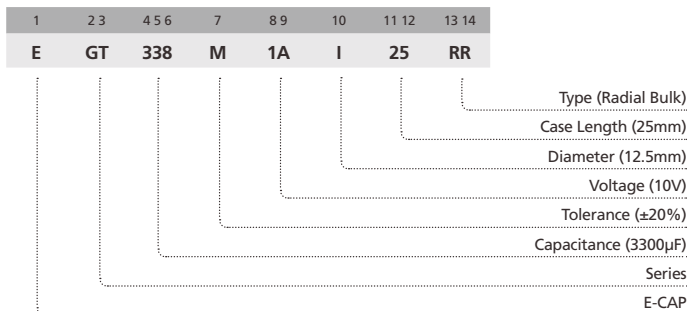 1 2 3 4 5 6 7 8 9 10 11 12 13 14
E GT 338 M 1A I 25 RR
Type (Radial Bulk)
Case Length (25mm)
Diameter (12.5mm)
Voltage (10V)
Tolerance (±20%)
Capacitance (3300µF)
Series
E-CAP